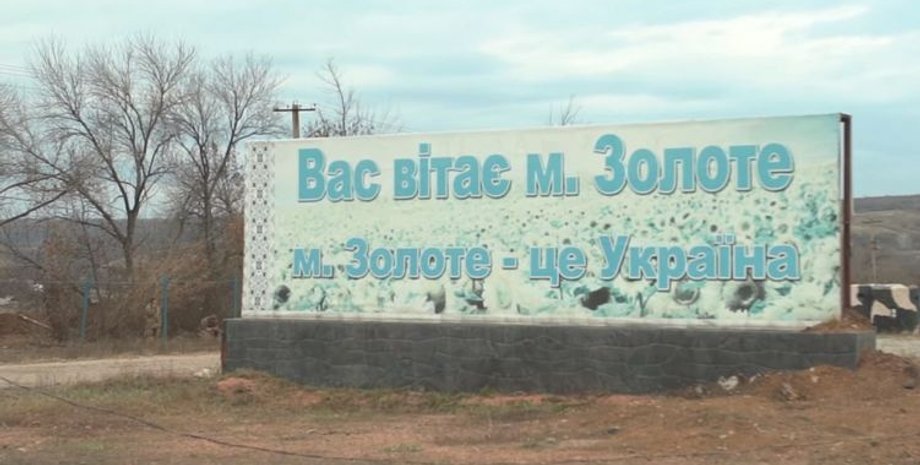 Вас вітає м. Золоте
м. Золоте - це Україна